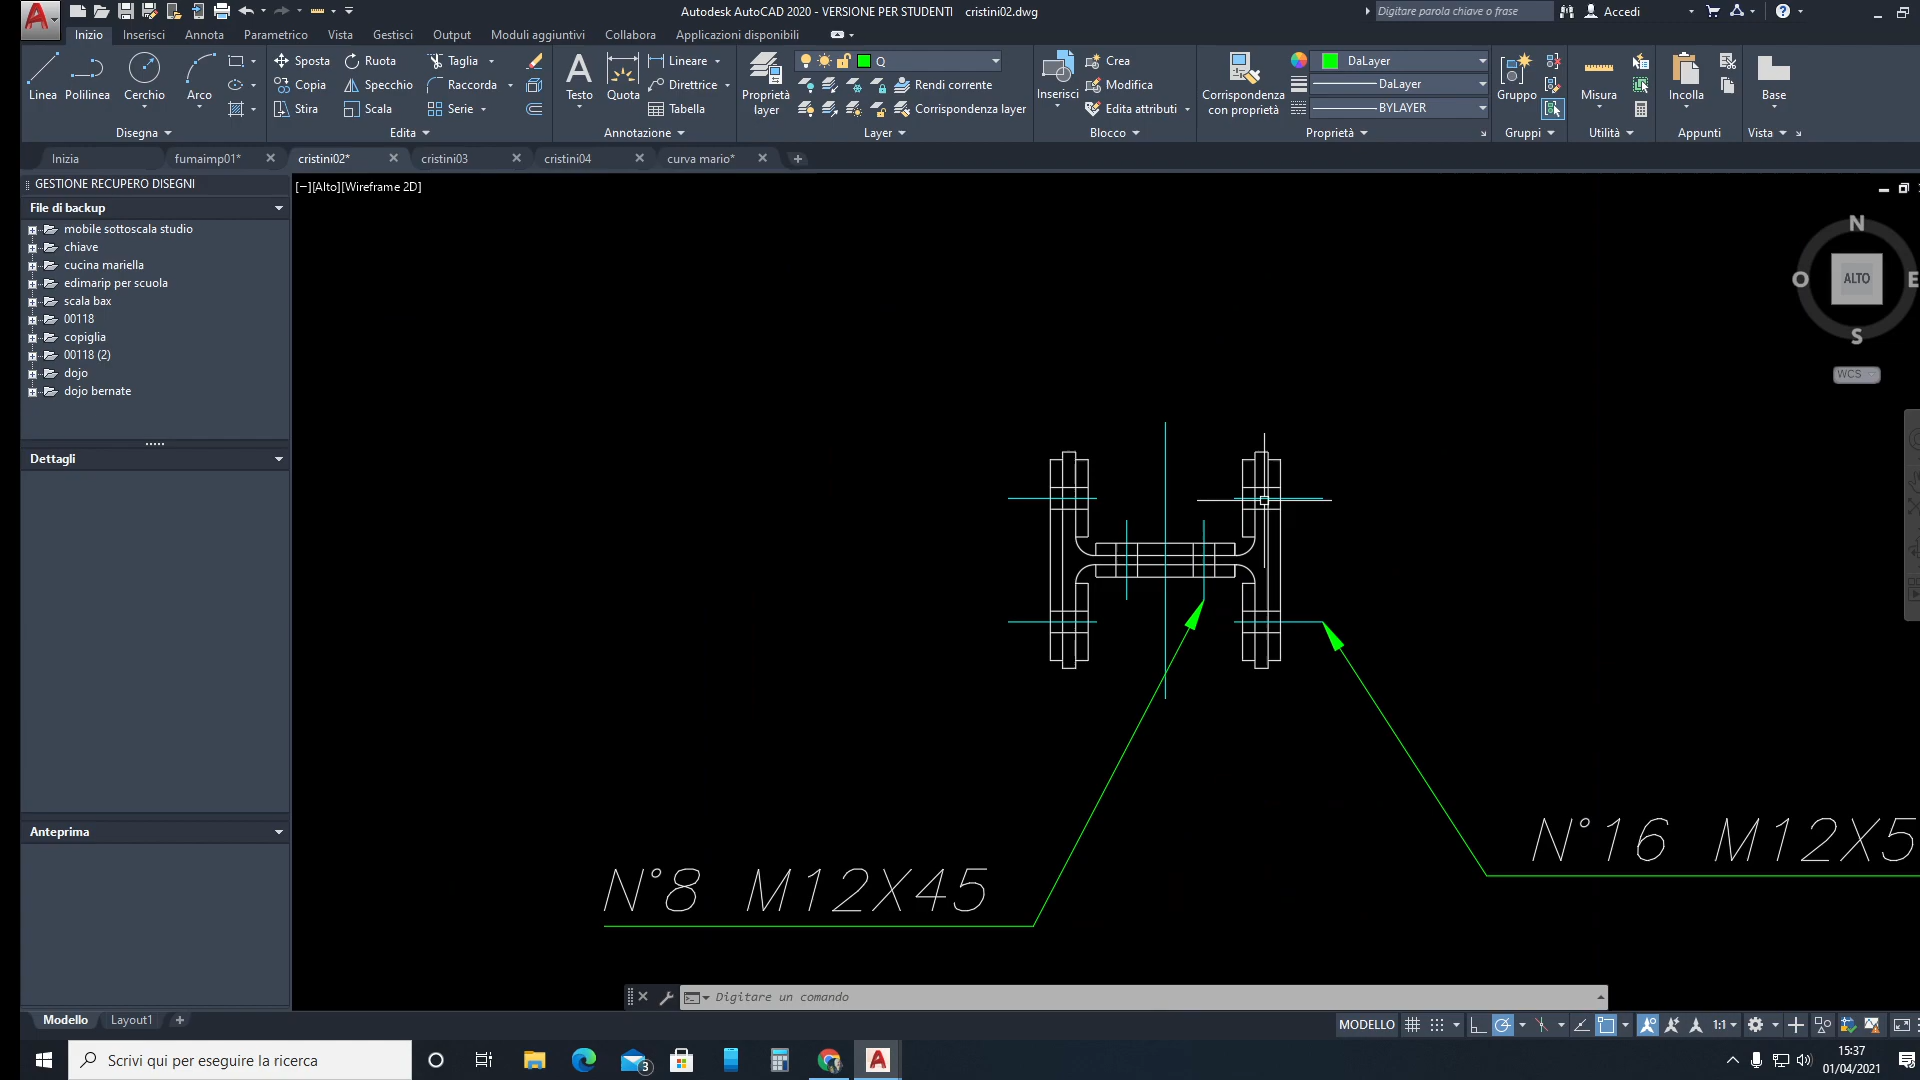 Autodesk AutoCAD 2020 - VERSIONE PER STUDENTI cristini02.dwg
Digitare parola chiave o frase
Accedi
Inizio Inserisci Annota Parametrico Vista Gestisci Output Moduli aggiuntivi Collabora Applicazioni disponibili
Linea
Polilinea
Cerchio
Arco
Disegna
Sposta Ruota Taglia
Copia Specchio Raccorda
Stira Scala Serie
Edita
Testo
Quota
Lineare
Direttrice
Tabella
Annotazione
Proprietà
layer
Q
Rendi corrente
Corrispondenza layer
Layer
Inserisci
Crea
Modifica
Edita attributi
Blocco
Corrispondenza
con proprietà
DaLayer
DaLayer
BYLAYER
Proprietà
Gruppo
Gruppi
Misura
Utilità
Incolla
Appunti
Base
Vista
Inizia fumaimp01* cristini02* cristini03 cristini04 curva mario*
GESTIONE RECUPERO DISEGNI
File di backup
mobile sottoscala studio
chiave
cucina mariella
edimarip per scuola
scala bax
00118
copiglia
00118 (2)
dojo
dojo bernate
Dettagli
Anteprima
[−][Alto][Wireframe 2D]
N
O ALTO E
S
WCS
N°8 M12X45
N°16 M12X5
Digitare un comando
Modello Layout1
MODELLO 1:1
Scrivi qui per eseguire la ricerca
3
15:37
01/04/2021